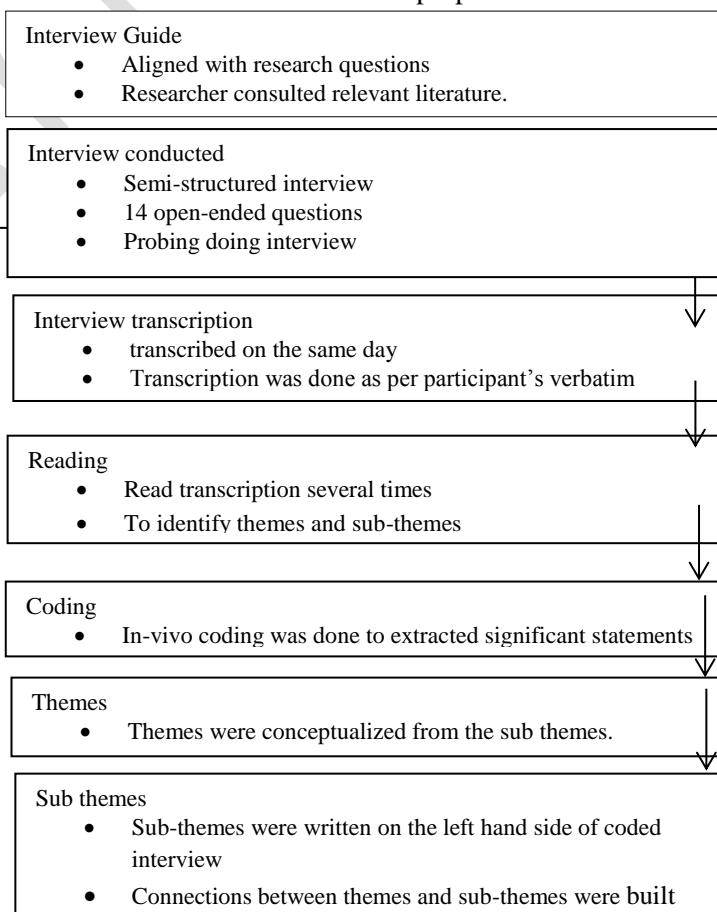 Interview Guide
• Aligned with research questions
• Researcher consulted relevant literature.
Interview conducted
• Semi-structured interview
• 14 open-ended questions
• Probing doing interview
Interview transcription
• transcribed on the same day
• Transcription was done as per participant's verbatim
Reading
• Read transcription several times
• To identify themes and sub-themes
Coding
• In-vivo coding was done to extracted significant statements
Themes
• Themes were conceptualized from the sub themes.
Sub themes
• Sub-themes were written on the left hand side of coded
interview
• Connections between themes and sub-themes were built